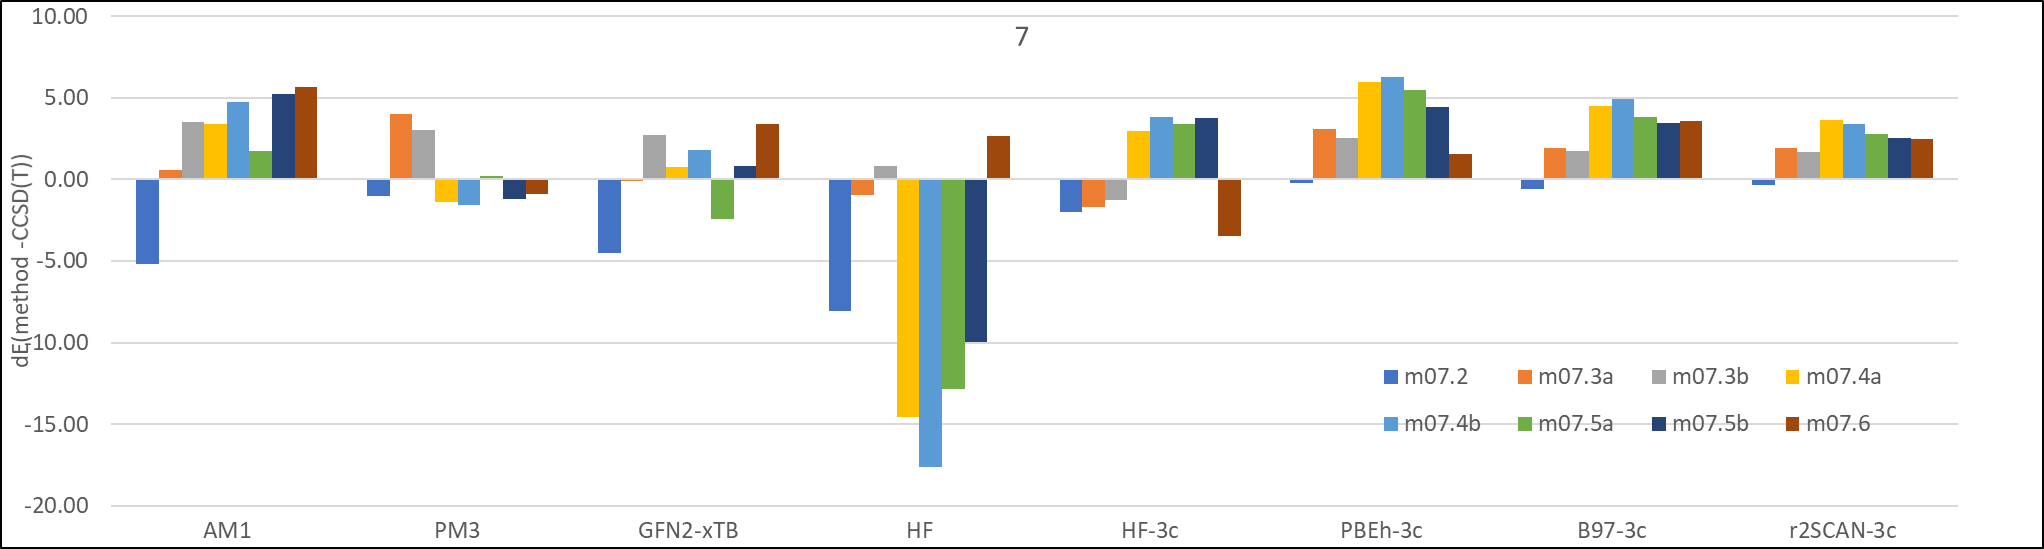 7
dE(method -CCSD(T))
10.00
5.00
0.00
-5.00
-10.00
-15.00
-20.00
m07.2 m07.3a m07.3b m07.4a
m07.4b m07.5a m07.5b m07.6
AM1 PM3 GFN2-xTB HF HF-3c PBEh-3c B97-3c r2SCAN-3c